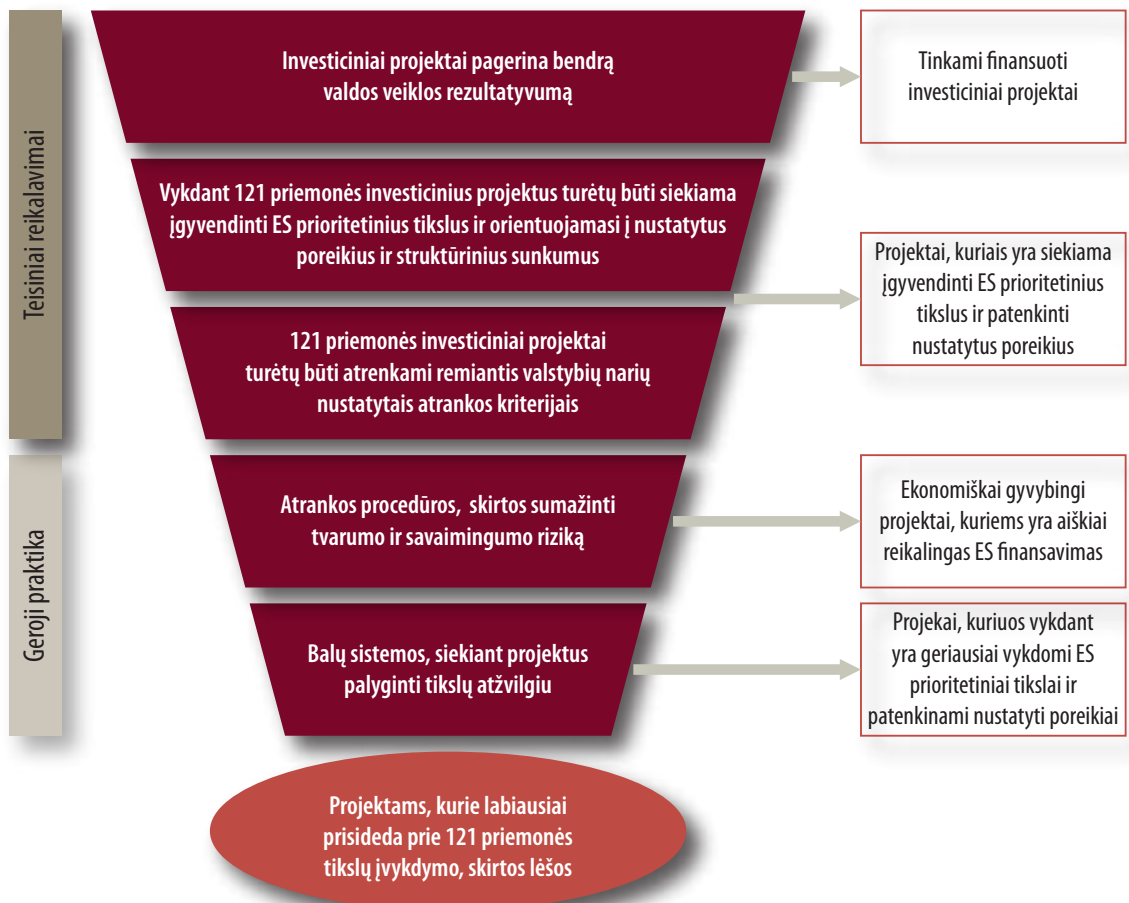 Teisiniai reikalavimai
Investiciniai projektai pagerina bendrą
valdos veiklos rezultatyvumą
Tinkami finansuoti
investiciniai projektai
Vykdant 121 priemonės investicinius projektus turėtų būti siekiama
įgyvendinti ES prioritetinius tikslus ir orientuojamasi į nustatytus
poreikius ir struktūrinius sunkumus
Projektai, kuriais yra siekiama
įgyvendinti ES prioritetinius
tikslus ir patenkinti
nustatytus poreikius
121 priemonės investiciniai projektai
turėtų būti atrenkami remiantis valstybių narių
nustatytais atrankos kriterijais
Geroji praktika
Atrankos procedūros, skirtos sumažinti
tvarumo ir savaimingumo riziką
Ekonomiškai gyvybingi
projektai, kuriems yra aiškiai
reikalingas ES finansavimas
Balų sistemos, siekiant projektus
palyginti tikslų atžvilgiu
Projekai, kuriuos vykdant
yra geriausiai vykdomi ES
prioritetiniai tikslai ir
patenkinami nustatyti poreikiai
Projektams, kurie labiausiai
prisideda prie 121 priemonės
tikslų įvykdymo, skirtos lėšos